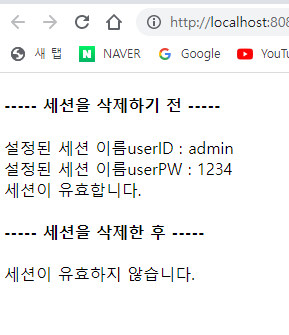 http://localhost:808
새 탭
NAVER
Google
YouTu
----- 세션을 삭제하기 전 -----
설정된 세션 이름userID : admin
설정된 세션 이름userPW : 1234
세션이 유효합니다.
----- 세션을 삭제한 후 -----
세션이 유효하지 않습니다.